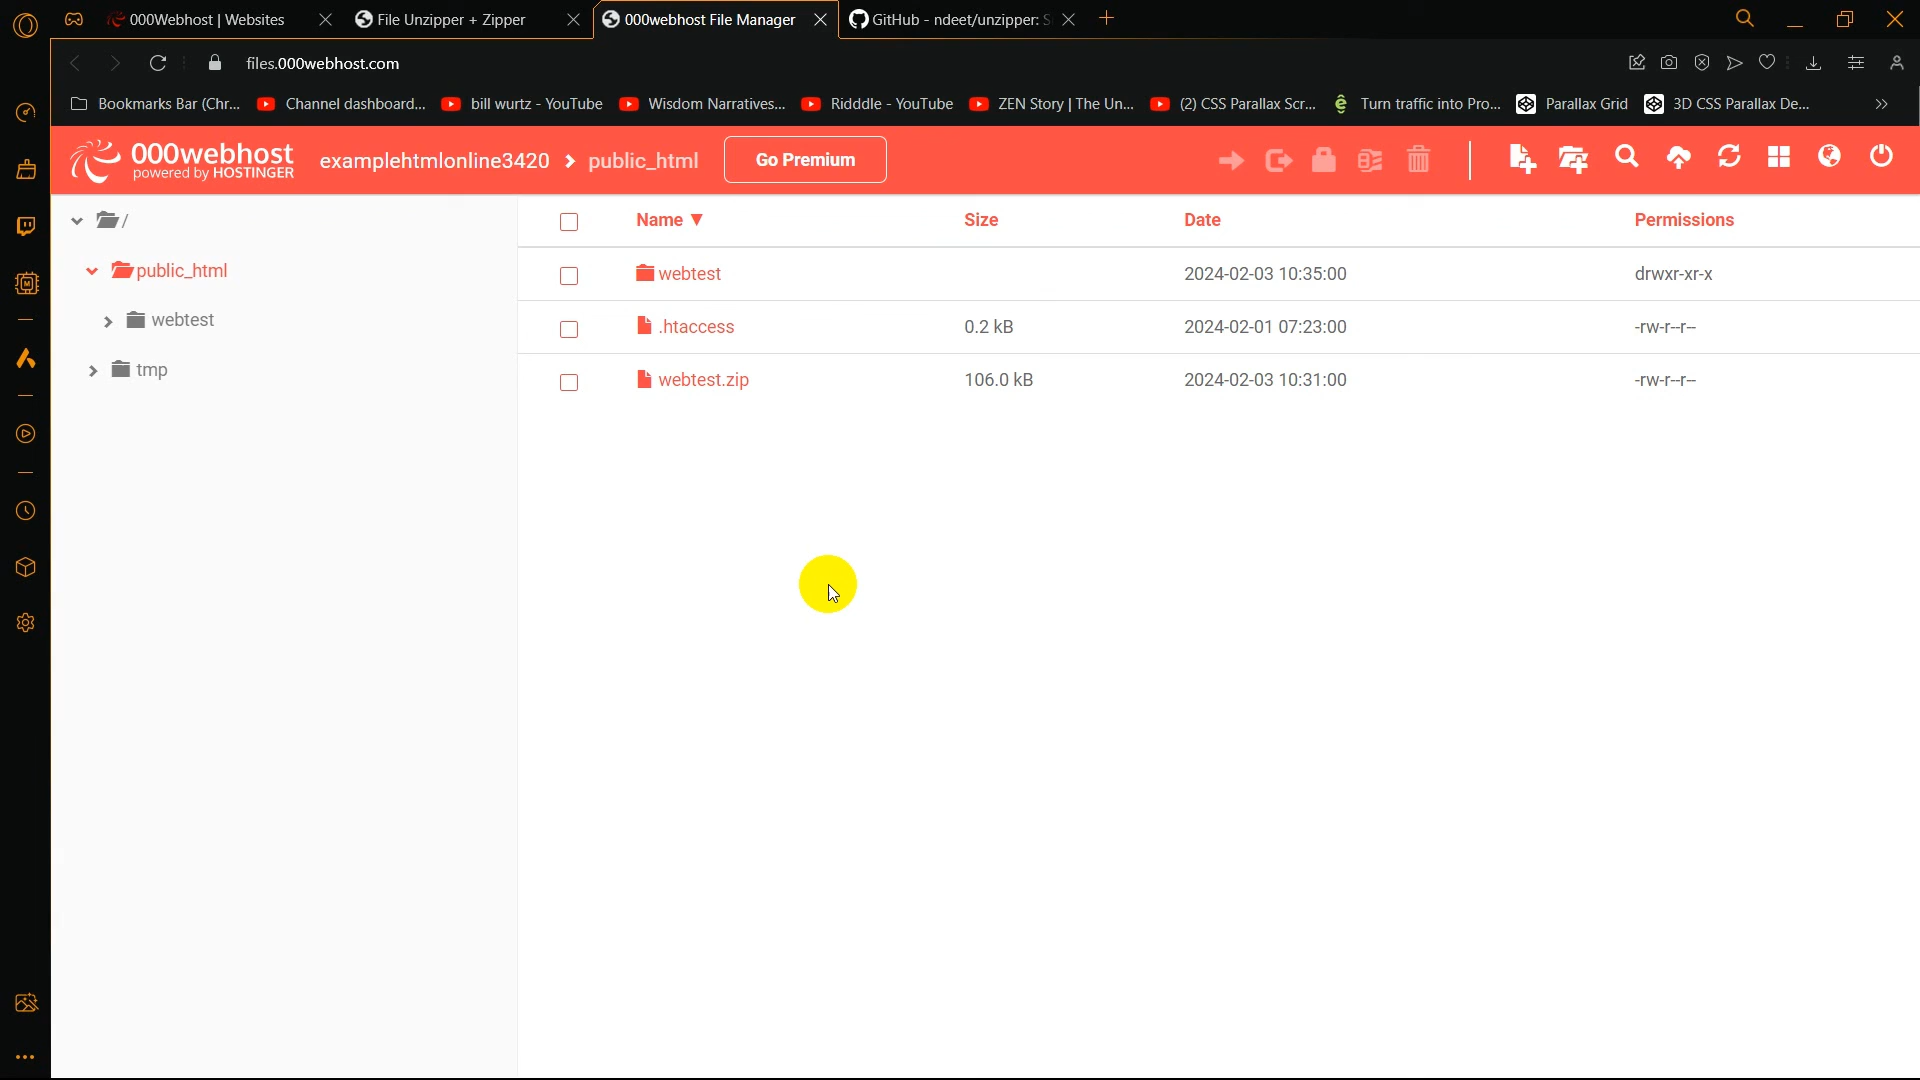 000Webhost | Websites
File Unzipper + Zipper
000webhost File Manager
GitHub - ndeet/unzipper: S
files.000webhost.com
Bookmarks Bar (Chr...
Channel dashboard...
bill wurtz - YouTube
Wisdom Narratives...
Ridddle - YouTube
ZEN Story | The Un...
(2) CSS Parallax Scr...
Turn traffic into Pro...
Parallax Grid
3D CSS Parallax De...
000webhost
powered by HOSTINGER
examplehtmlonline3420 > public_html
Go Premium
/
public_html
webtest
tmp
Name ▼ Size Date Permissions
webtest 2024-02-03 10:35:00 drwxr-xr-x
.htaccess 0.2 kB 2024-02-01 07:23:00 -rw-r--r--
webtest.zip 106.0 kB 2024-02-03 10:31:00 -rw-r--r--